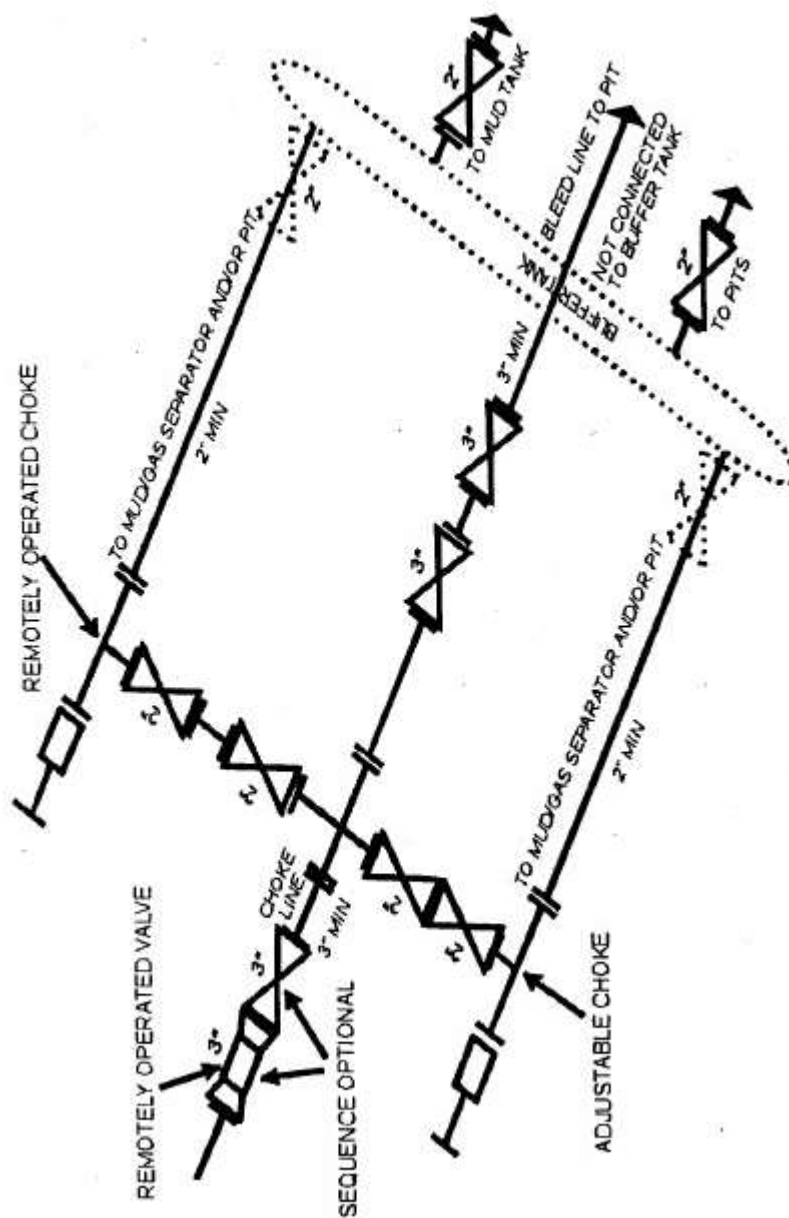 REMOTELY OPERATED CHOKE
TO MUD/GAS SEPARATOR AND/OR PIT
2" MIN
2"
2"
TO MUD TANK
2"
2"
REMOTELY OPERATED VALVE
3"
3"
CHOKE
LINE
3" MIN
SEQUENCE OPTIONAL
3"
3"
3" MIN
BUFFER TANK
BLEED LINE TO PIT
NOT CONNECTED
TO BUFFER TANK
2"
2"
ADJUSTABLE CHOKE
TO MUD/GAS SEPARATOR AND/OR PIT
2" MIN
2"
2"
TO PITS